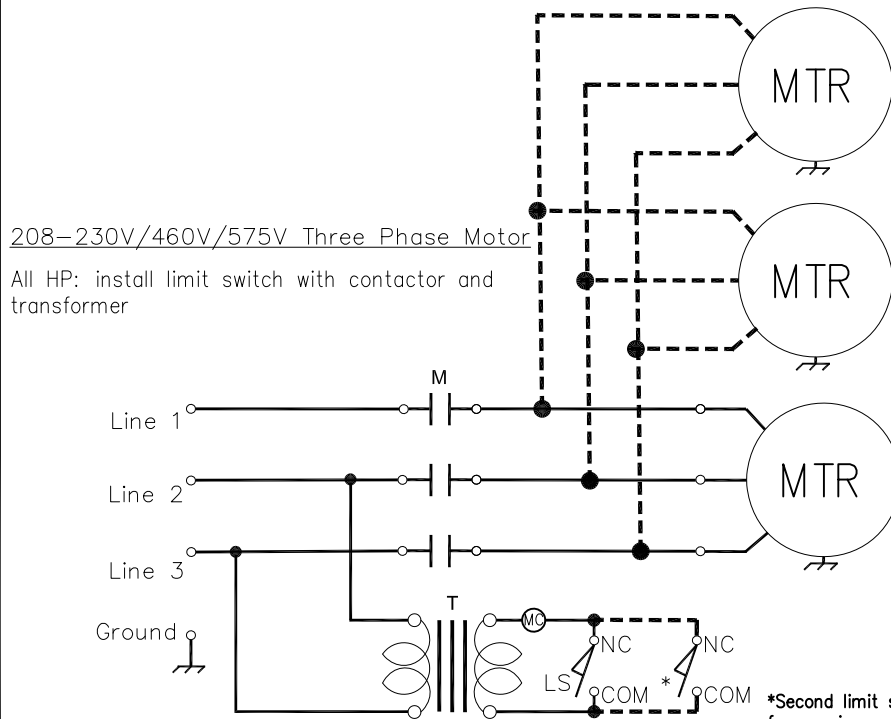 MTR
208-230V/460V/575V Three Phase Motor
All HP: install limit switch with contactor and
transformer
MTR
M
Line 1
Line 2
MTR
Line 3
T
Ground
MC
NC
NC
LS
*
COM
COM
*Second limit